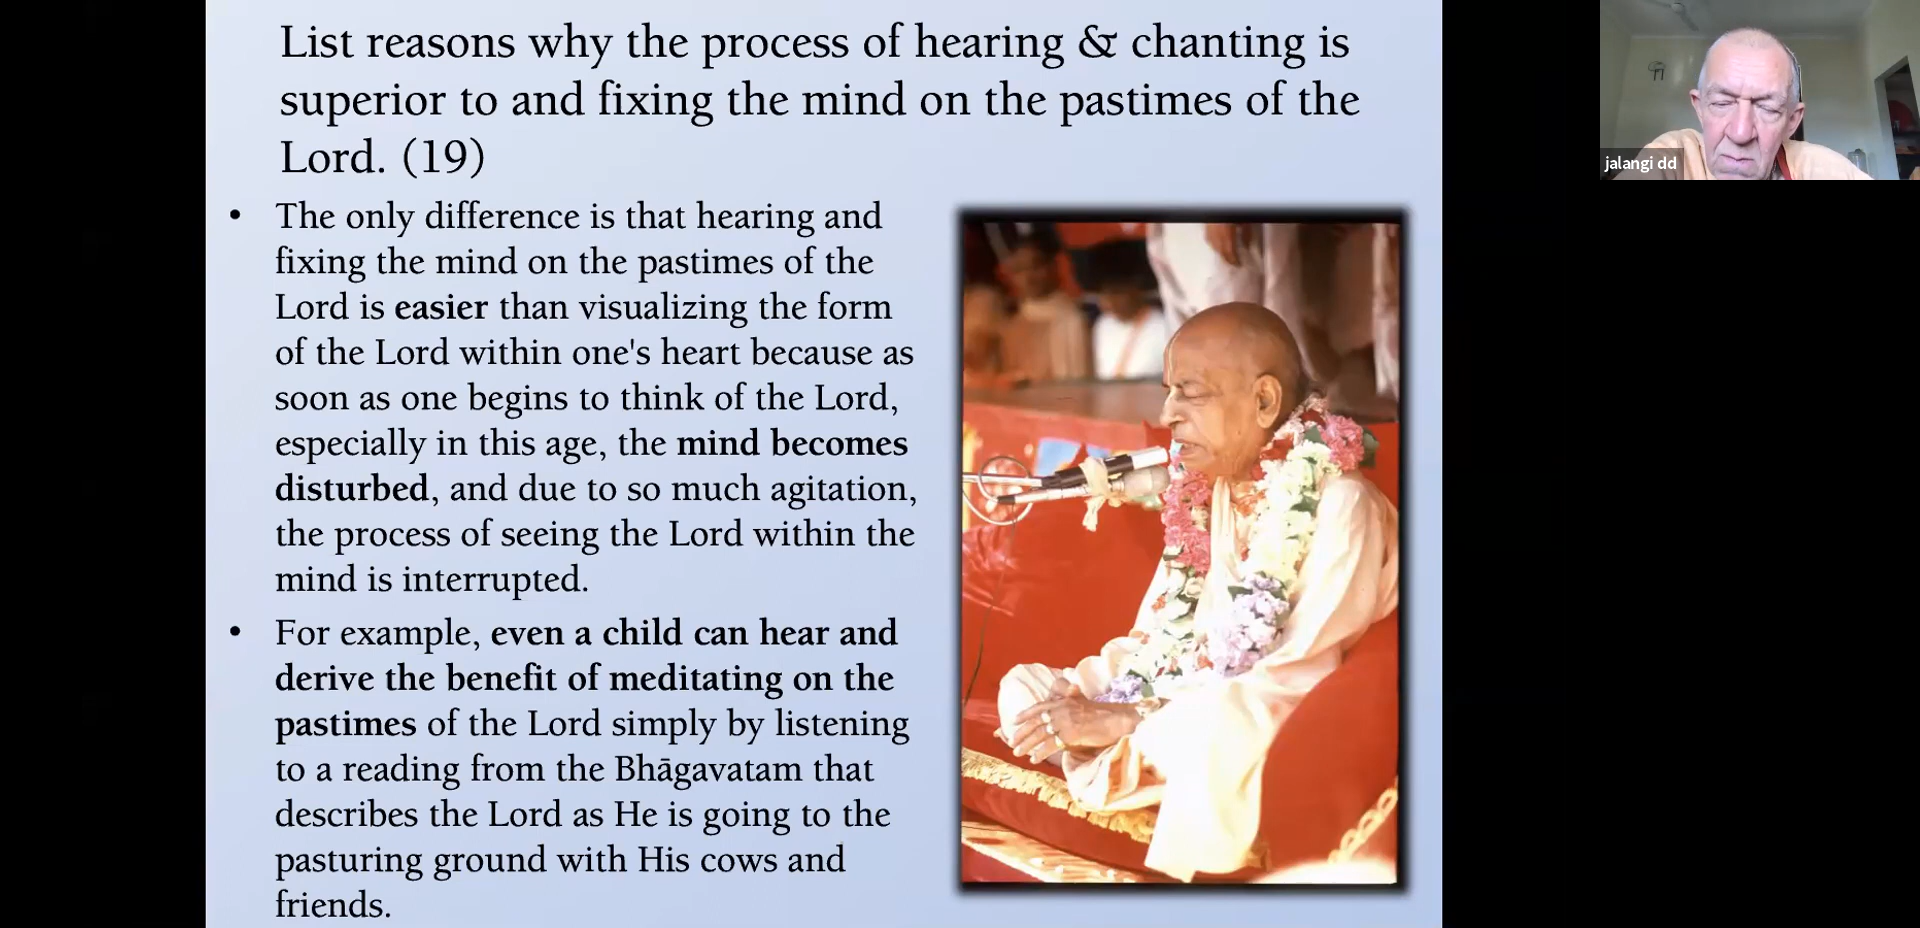 List reasons why the process of hearing & chanting is
superior to and fixing the mind on the pastimes of the
Lord. (19)
• The only difference is that hearing and
fixing the mind on the pastimes of the
Lord is easier than visualizing the form
of the Lord within one's heart because as
soon as one begins to think of the Lord,
especially in this age, the mind becomes
disturbed, and due to so much agitation,
the process of seeing the Lord within the
mind is interrupted.
• For example, even a child can hear and
derive the benefit of meditating on the
pastimes of the Lord simply by listening
to a reading from the Bhāgavatam that
describes the Lord as He is going to the
pasturing ground with His cows and
friends.
jalangi dd